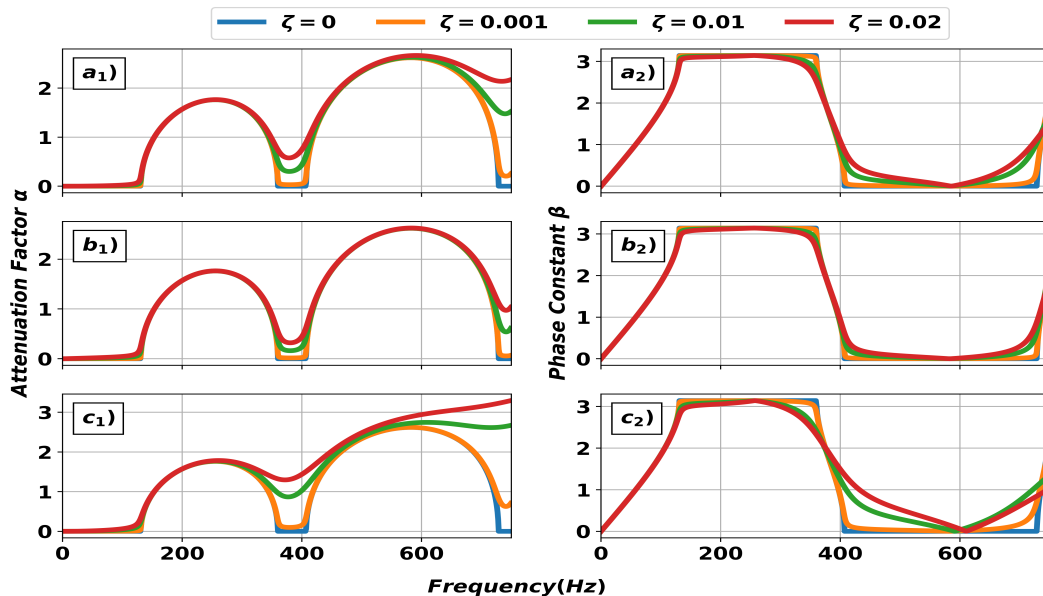 ζ = 0 ζ = 0.001 ζ = 0.01 ζ = 0.02
a₁)
2
1
0
a₂)
3
2
1
0
b₁)
2
1
0
b₂)
3
2
1
0
c₁)
3
2
1
0
0 200 400 600
c₂)
3
2
1
0
0 200 400 600
Attenuation Factor α
Phase Constant β
Frequency(Hz)